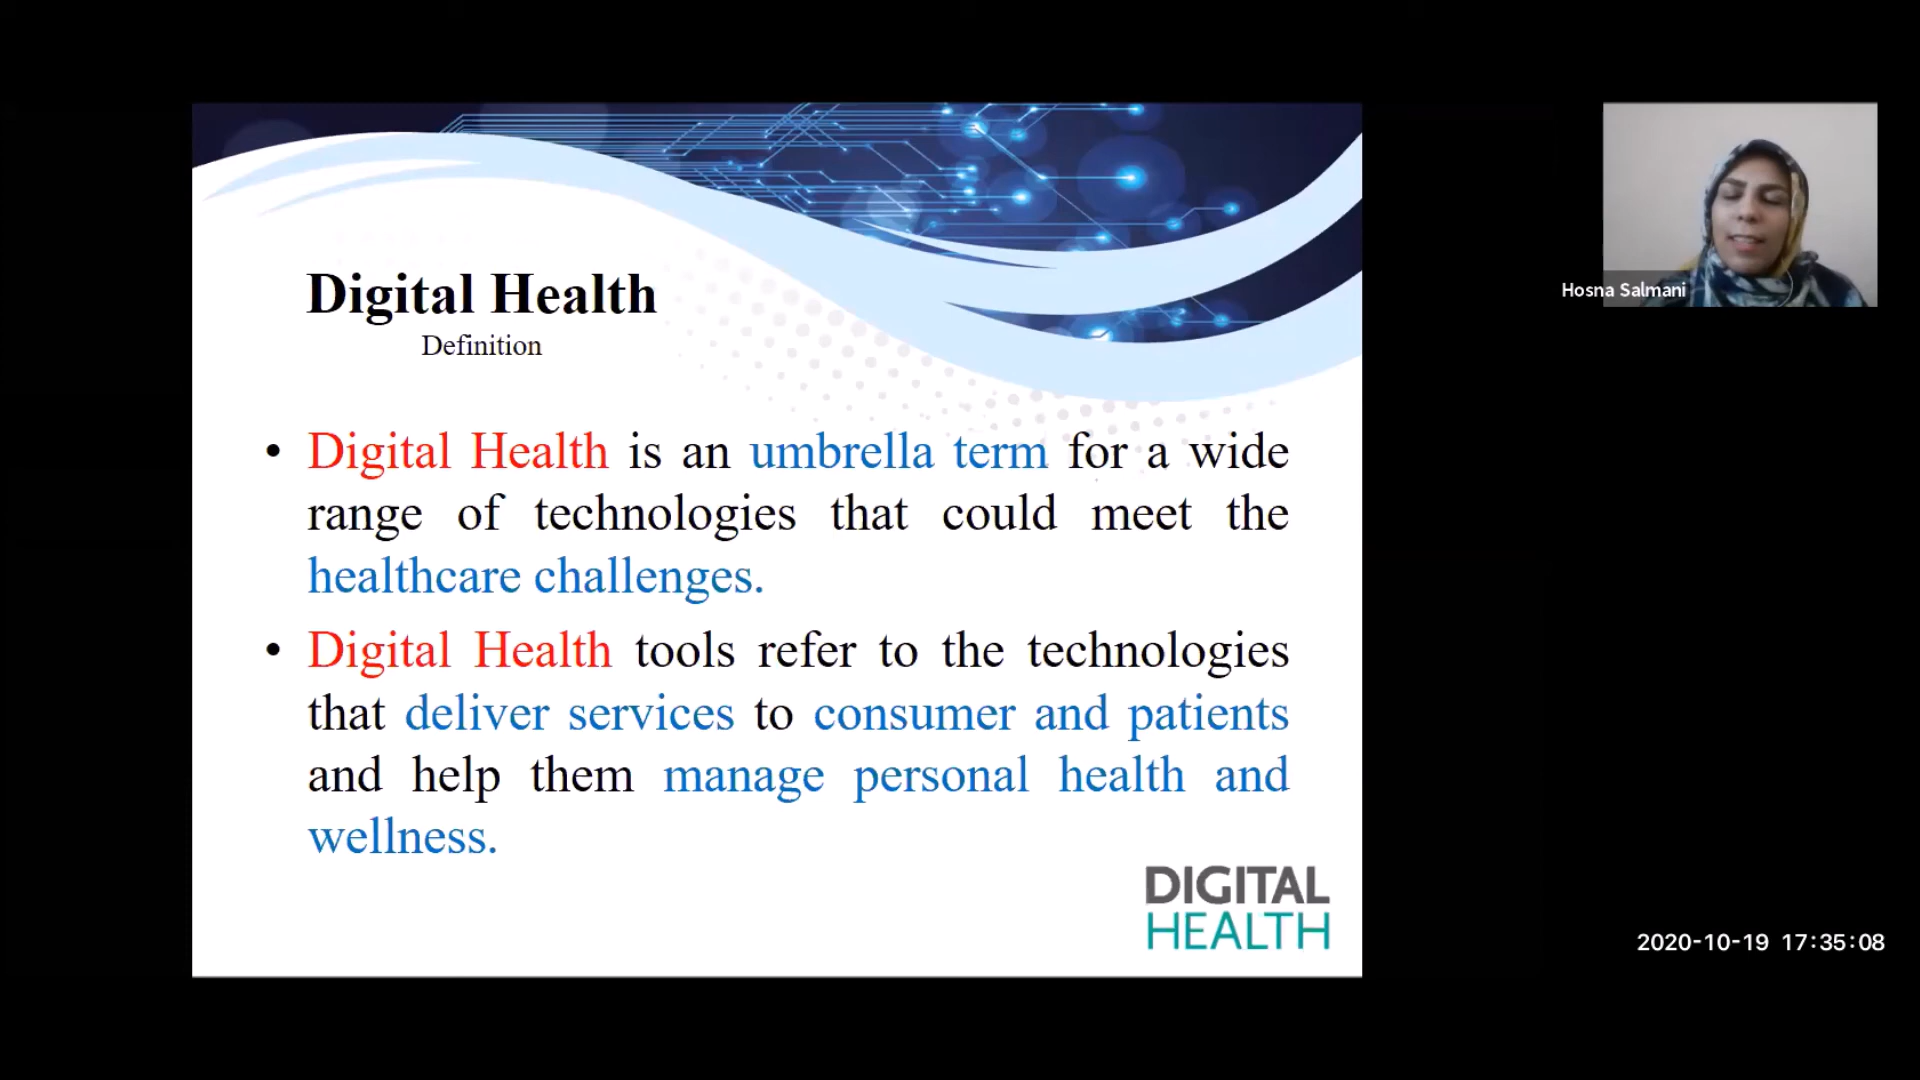 Digital Health
Definition
• Digital Health is an umbrella term for a wide
range of technologies that could meet the
healthcare challenges.
• Digital Health tools refer to the technologies
that deliver services to consumer and patients
and help them manage personal health and
wellness.
DIGITAL
HEALTH
Hosna Salmani
2020-10-19 17:35:08